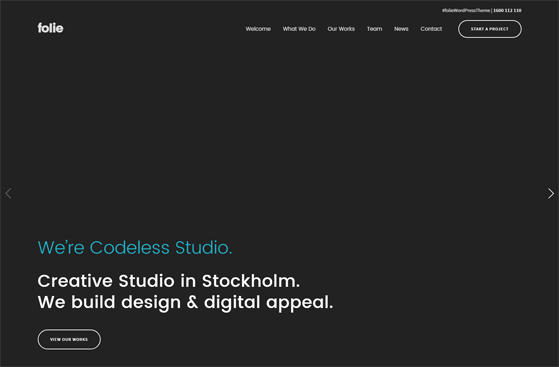 #folieWordPressTheme | 1600 112 110
folie
Welcome What We Do Our Works Team News Contact START A PROJECT
We're Codeless Studio.
Creative Studio in Stockholm.
We build design & digital appeal.
VIEW OUR WORKS